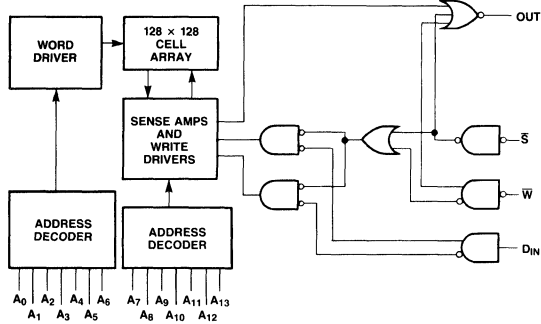 WORD
DRIVER
128 × 128
CELL
ARRAY
OUT
SENSE AMPS
AND
WRITE
DRIVERS
S̅
W̅
ADDRESS
DECODER
ADDRESS
DECODER
D_IN
A₀ A₂ A₄ A₆
A₁ A₃ A₅
A₇ A₉ A₁₁ A₁₃
A₈ A₁₀ A₁₂